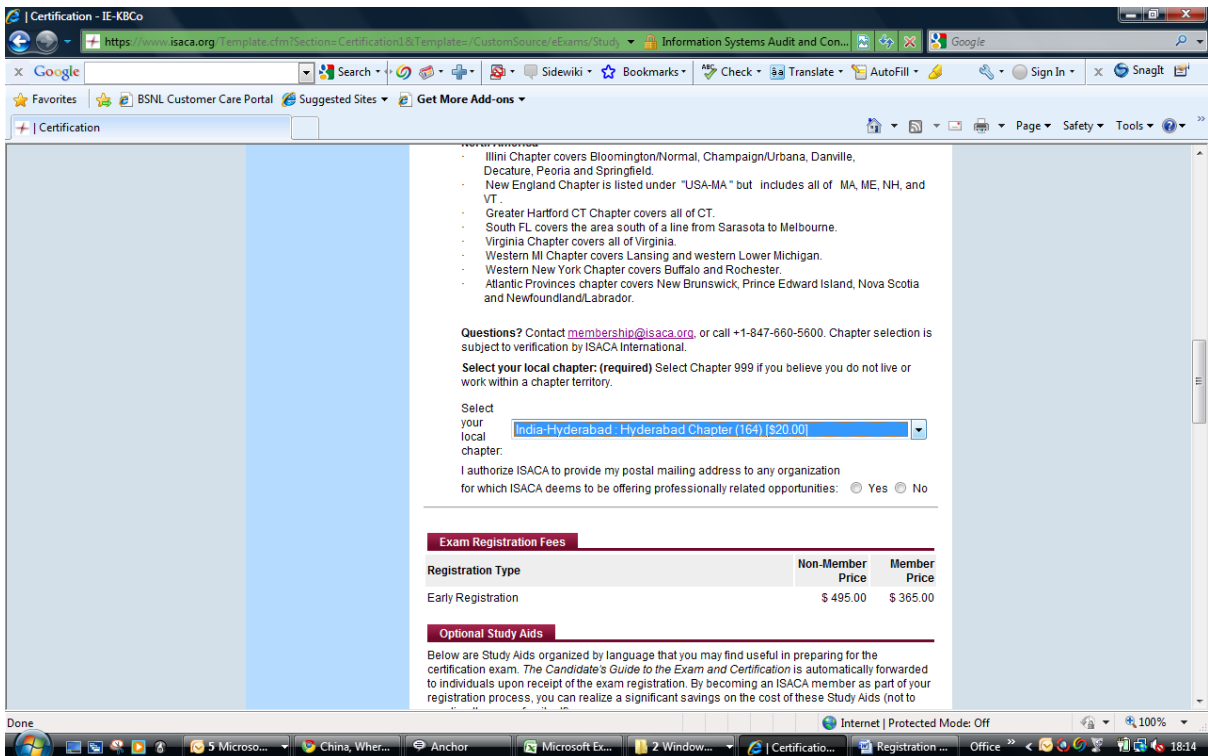 | Certification - IE-KBCo
https://www.isaca.org/Template.cfm?Section=Certification1&Template=/CustomSource/eExams/Study
Information Systems Audit and Con...
Google
x Google Search Sidewiki Bookmarks Check Translate AutoFill Sign In x SnagIt
Favorites BSNL Customer Care Portal Suggested Sites Get More Add-ons
| Certification
Page Safety Tools
North America
· Illini Chapter covers Bloomington/Normal, Champaign/Urbana, Danville,
Decature, Peoria and Springfield.
· New England Chapter is listed under "USA-MA" but includes all of MA, ME, NH, and
VT .
· Greater Hartford CT Chapter covers all of CT.
· South FL covers the area south of a line from Sarasota to Melbourne.
· Virginia Chapter covers all of Virginia.
· Western MI Chapter covers Lansing and western Lower Michigan.
· Western New York Chapter covers Buffalo and Rochester.
· Atlantic Provinces chapter covers New Brunswick, Prince Edward Island, Nova Scotia
and Newfoundland/Labrador.
Questions? Contact membership@isaca.org, or call +1-847-660-5600. Chapter selection is
subject to verification by ISACA International.
Select your local chapter: (required) Select Chapter 999 if you believe you do not live or
work within a chapter territory.
Select
your
local
chapter:
India-Hyderabad : Hyderabad Chapter (164) [$20.00]
I authorize ISACA to provide my postal mailing address to any organization
for which ISACA deems to be offering professionally related opportunities: Yes No
Exam Registration Fees
Registration Type Non-Member Price Member Price
Early Registration $ 495.00 $ 365.00
Optional Study Aids
Below are Study Aids organized by language that you may find useful in preparing for the
certification exam. The Candidate's Guide to the Exam and Certification is automatically forwarded
to individuals upon receipt of the exam registration. By becoming an ISACA member as part of your
registration process, you can realize a significant savings on the cost of these Study Aids (not to
Done Internet | Protected Mode: Off 100%
5 Microso... China, Wher... Anchor Microsoft Ex... 2 Window... | Certificatio... Registration ... Office 18:14